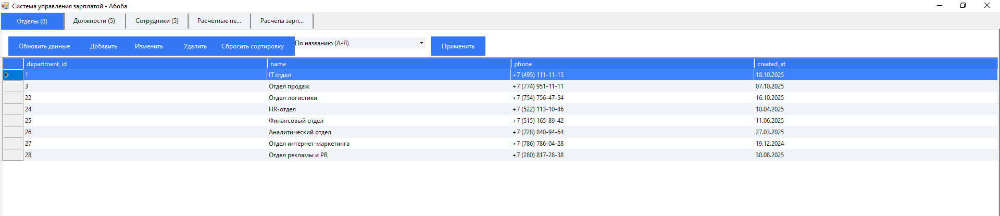 Система управления зарплатой - Абоба
Отделы (8) Должности (5) Сотрудники (5) Расчётные пе... Расчёты зарп...
Обновить данные Добавить Изменить Удалить Сбросить сортировку По названию (А-Я) Применить
department_id name phone created_at
1 IT отдел +7 (495) 111-11-15 18.10.2025
3 Отдел продаж +7 (774) 951-11-11 07.10.2025
22 Отдел логистики +7 (754) 756-47-54 16.10.2025
24 HR-отдел +7 (522) 113-10-46 10.04.2025
25 Финансовый отдел +7 (515) 165-89-42 11.06.2025
26 Аналитический отдел +7 (728) 840-94-64 27.03.2025
27 Отдел интернет-маркетинга +7 (786) 786-04-28 19.12.2024
28 Отдел рекламы и PR +7 (280) 817-28-38 30.08.2025